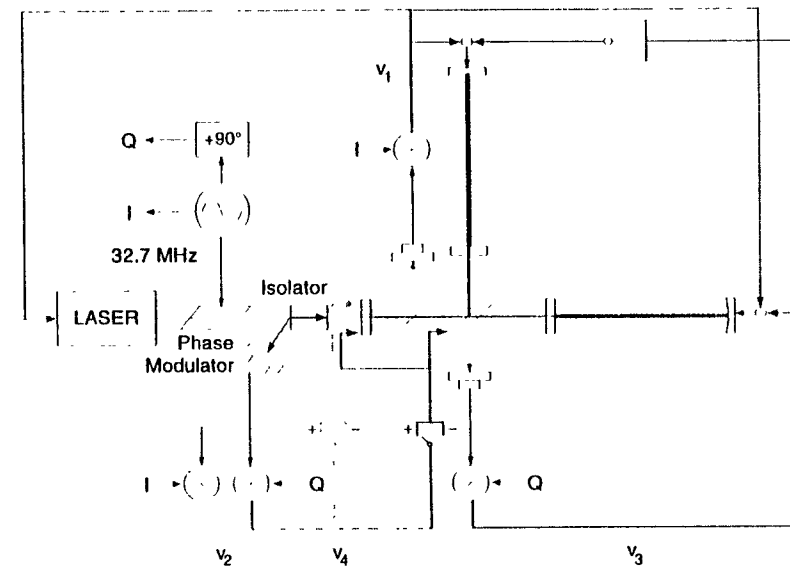 v1
Q
+90°
I
I
32.7 MHz
Isolator
LASER
Phase
Modulator
+
-
+
-
I
Q
Q
v2
v4
v3